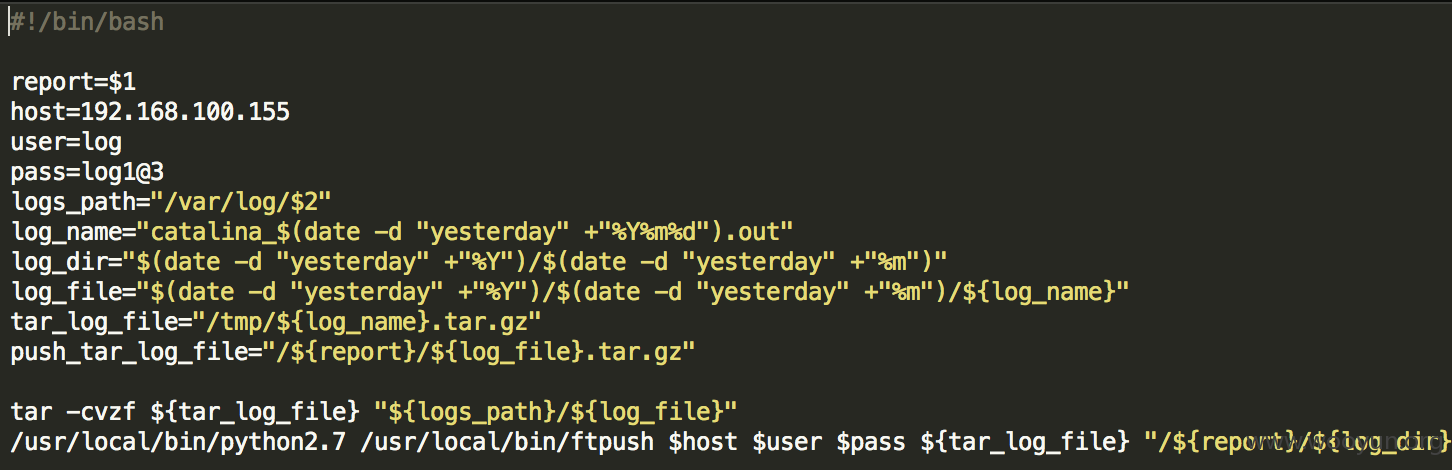 #!/bin/bash
report=$1
host=192.168.100.155
user=log
pass=log1@3
logs_path="/var/log/$2"
log_name="catalina_$(date -d "yesterday" +"%Y%m%d").out"
log_dir="$(date -d "yesterday" +"%Y")/$(date -d "yesterday" +"%m")"
log_file="$(date -d "yesterday" +"%Y")/$(date -d "yesterday" +"%m")/${log_name}"
tar_log_file="/tmp/${log_name}.tar.gz"
push_tar_log_file="/${report}/${log_file}.tar.gz"
tar -cvzf ${tar_log_file} "${logs_path}/${log_file}"
/usr/local/bin/python2.7 /usr/local/bin/ftpush $host $user $pass ${tar_log_file} "/${report}/${log_dir}
www.wooyun.org